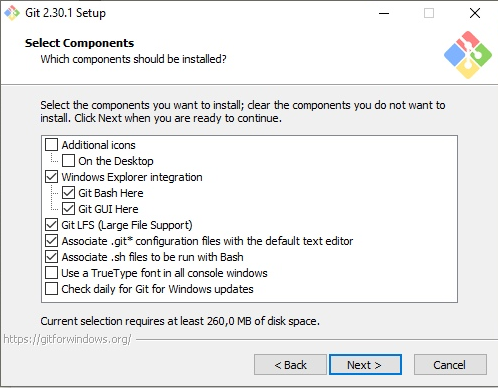 Git 2.30.1 Setup
Select Components
Which components should be installed?
Select the components you want to install; clear the components you do not want to
install. Click Next when you are ready to continue.
Additional icons
On the Desktop
Windows Explorer integration
Git Bash Here
Git GUI Here
Git LFS (Large File Support)
Associate .git* configuration files with the default text editor
Associate .sh files to be run with Bash
Use a TrueType font in all console windows
Check daily for Git for Windows updates
Current selection requires at least 260,0 MB of disk space.
https://gitforwindows.org/
< Back
Next >
Cancel